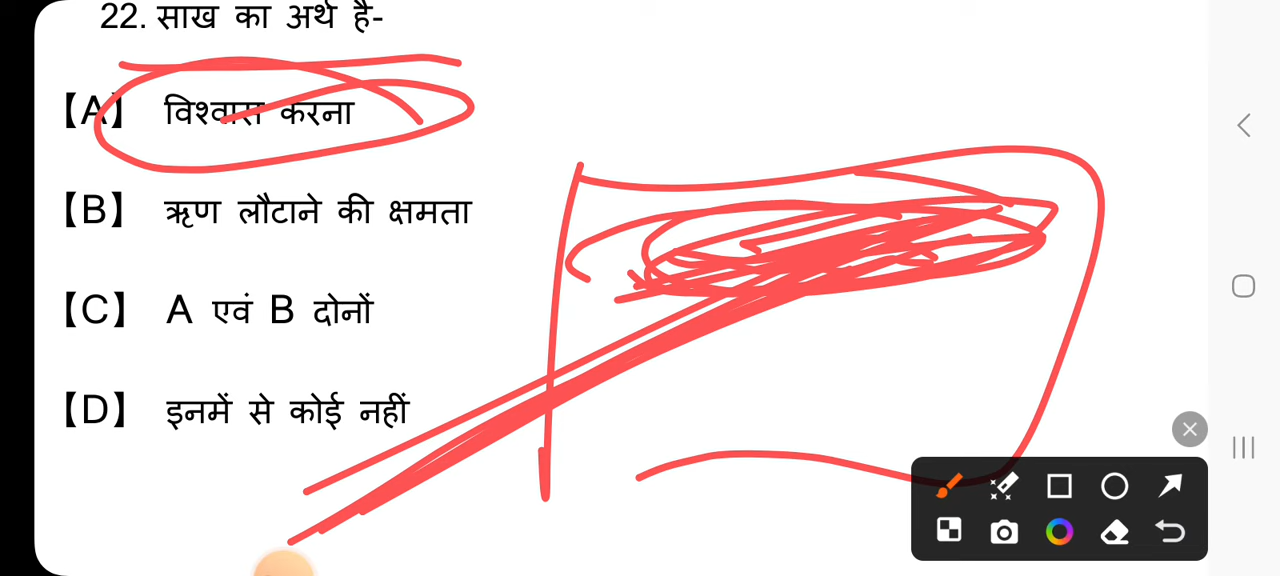 22. साख का अर्थ है-
【A】 विश्वास करना
【B】 ऋण लौटाने की क्षमता
【C】 A एवं B दोनों
【D】 इनमें से कोई नहीं